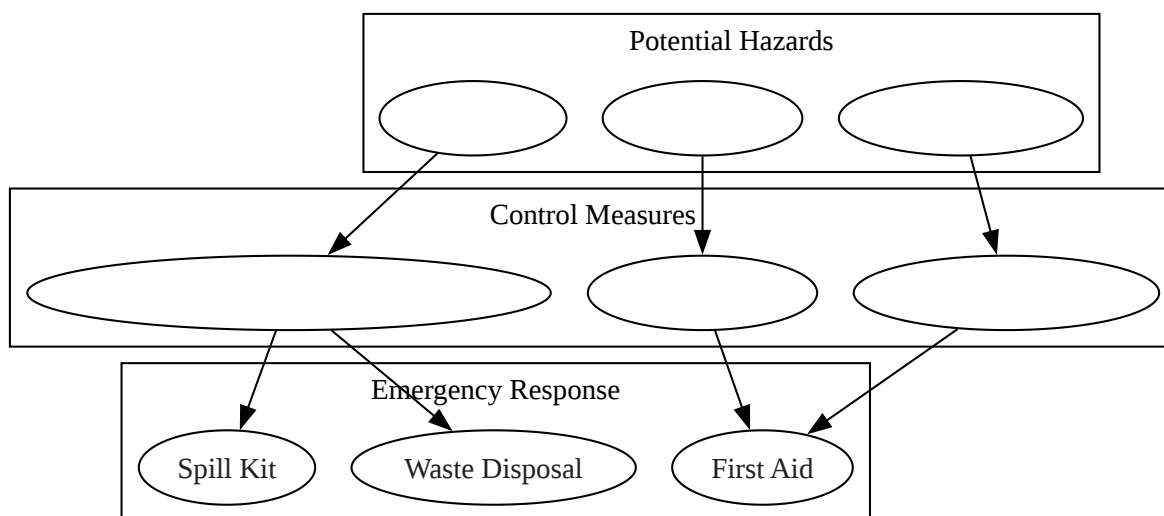 Potential Hazards
Control Measures
Emergency Response
Spill Kit
Waste Disposal
First Aid